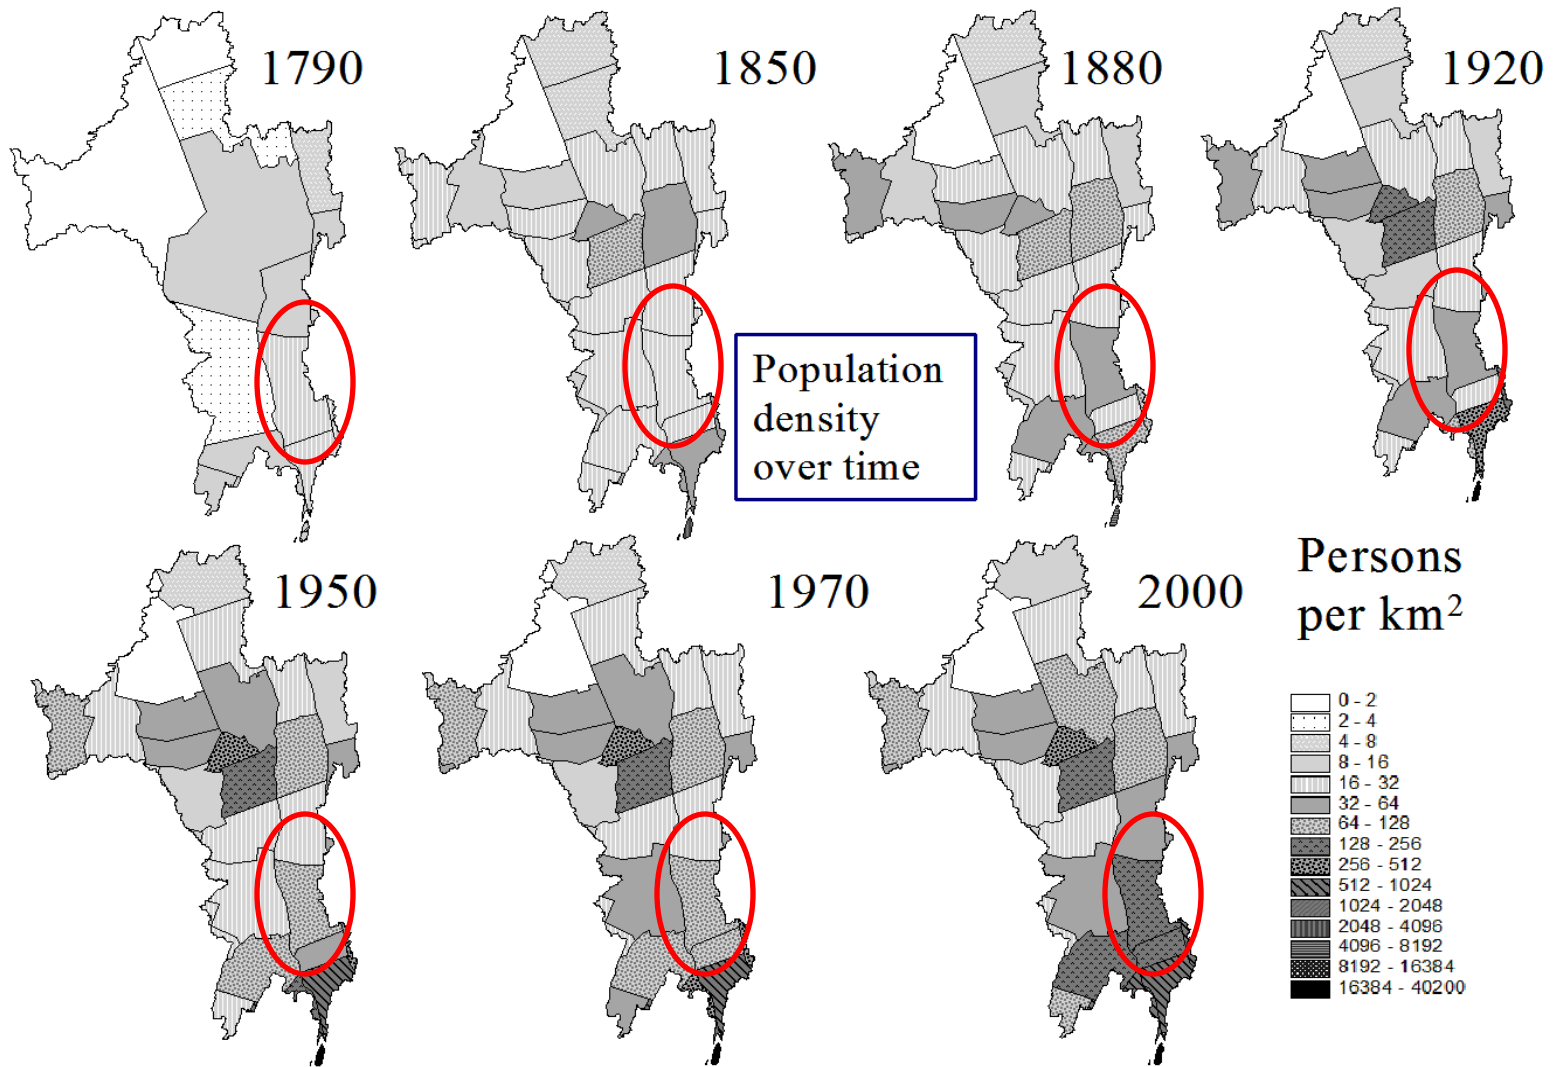 1790
1850
1880
1920
Population
density
over time
1950
1970
2000
Persons
per km²
0 - 2
2 - 4
4 - 8
8 - 16
16 - 32
32 - 64
64 - 128
128 - 256
256 - 512
512 - 1024
1024 - 2048
2048 - 4096
4096 - 8192
8192 - 16384
16384 - 40200